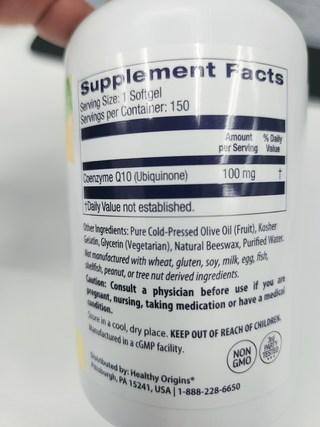 Supplement Facts
Serving Size: 1 Softgel
Servings per Container: 150
Amount per Serving % Daily Value
Coenzyme Q10 (Ubiquinone) 100 mg †
†Daily Value not established.
Other Ingredients: Pure Cold-Pressed Olive Oil (Fruit), Kosher
Gelatin, Glycerin (Vegetarian), Natural Beeswax, Purified Water.
Not manufactured with wheat, gluten, soy, milk, egg, fish,
shellfish, peanut, or tree nut derived ingredients.
Caution: Consult a physician before use if you are
pregnant, nursing, taking medication or have a medical
condition.
Store in a cool, dry place. KEEP OUT OF REACH OF CHILDREN.
Manufactured in a cGMP facility.
NON GMO
3RD PARTY TESTED
Distributed by: Healthy Origins®
Pittsburgh, PA 15241, USA | 1-888-228-6650